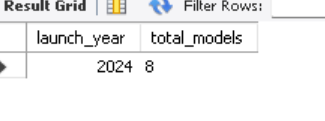 Result Grid Filter Rows:
launch_year total_models
2024 8